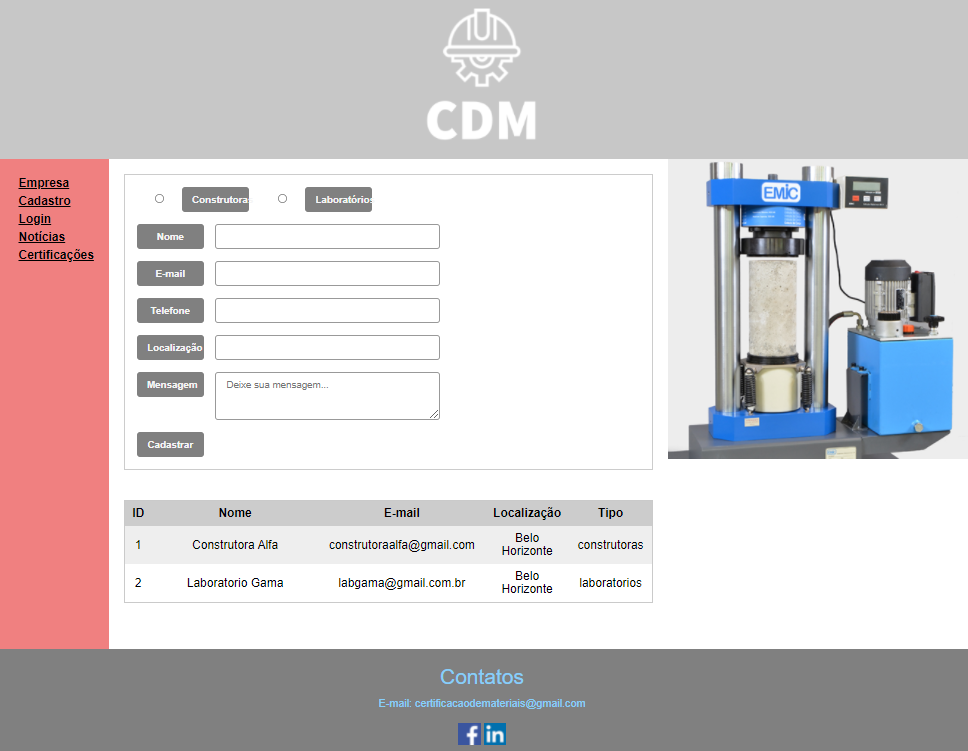 CDM
Empresa
Cadastro
Login
Notícias
Certificações
Construtora
Laboratórios
Nome
E-mail
Telefone
Localização
Mensagem
Deixe sua mensagem...
Cadastrar
EMIC
ID Nome E-mail Localização Tipo
1 Construtora Alfa construtoraalfa@gmail.com Belo Horizonte construtoras
2 Laboratorio Gama labgama@gmail.com.br Belo Horizonte laboratorios
Contatos
E-mail: certificacaodemateriais@gmail.com
f in